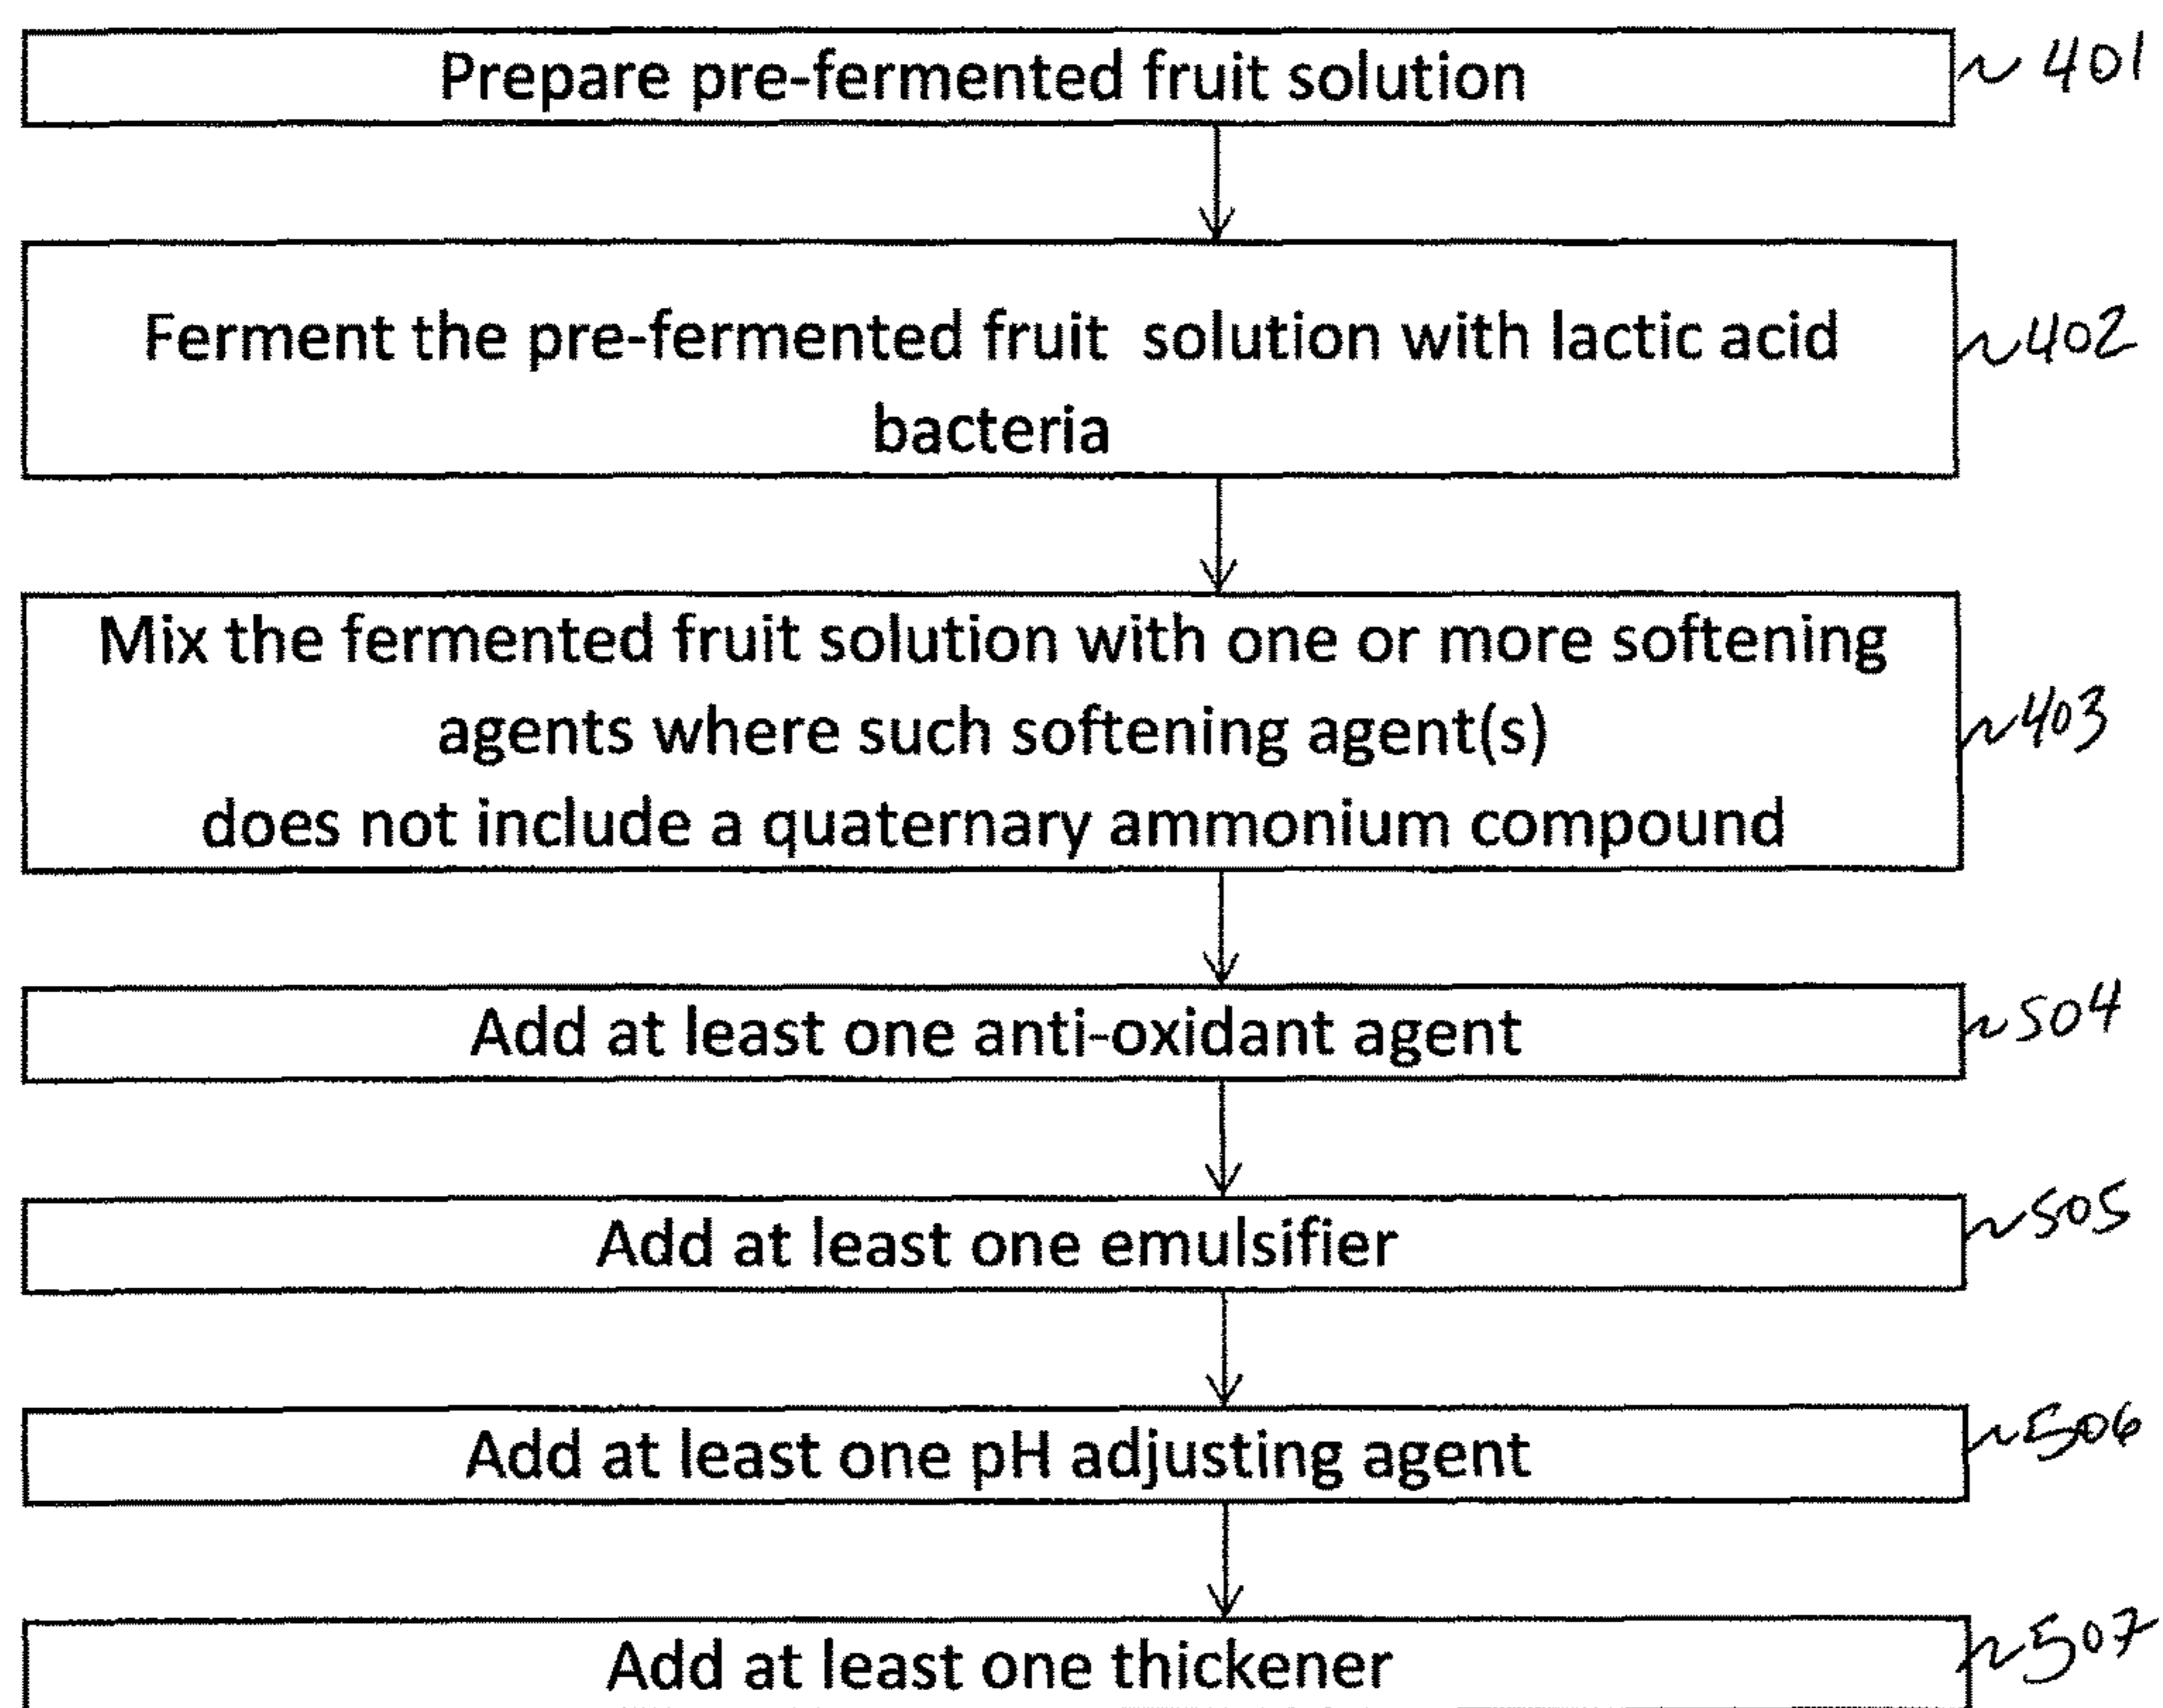 Prepare pre-fermented fruit solution
401
Ferment the pre-fermented fruit solution with lactic acid
bacteria
402
Mix the fermented fruit solution with one or more softening
agents where such softening agent(s)
does not include a quaternary ammonium compound
403
Add at least one anti-oxidant agent
504
Add at least one emulsifier
505
Add at least one pH adjusting agent
506
Add at least one thickener
507